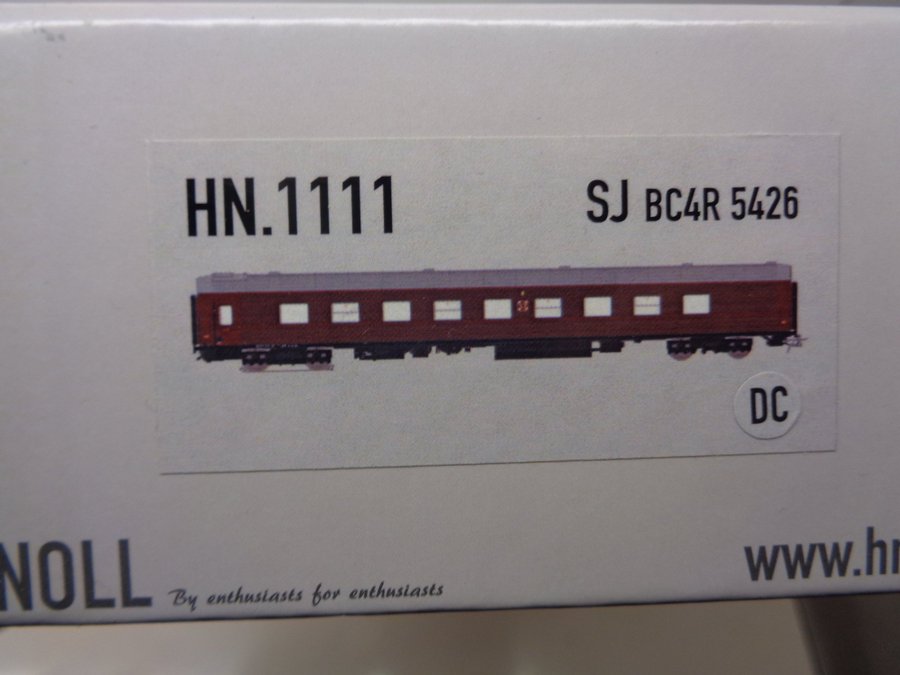 HN.1111
SJ BC4R 5426
DC
NOLL
By enthusiasts for enthusiasts
www.hn